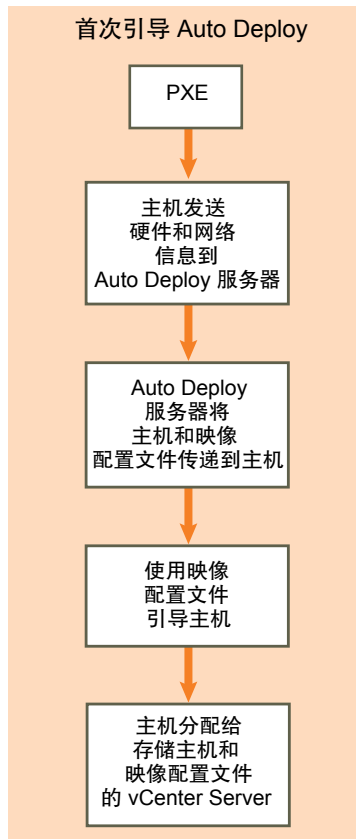 首次引导 Auto Deploy
PXE
主机发送
硬件和网络
信息到
Auto Deploy 服务器
Auto Deploy
服务器将
主机和映像
配置文件传递到主机
使用映像
配置文件
引导主机
主机分配给
存储主机和
映像配置文件
的 vCenter Server